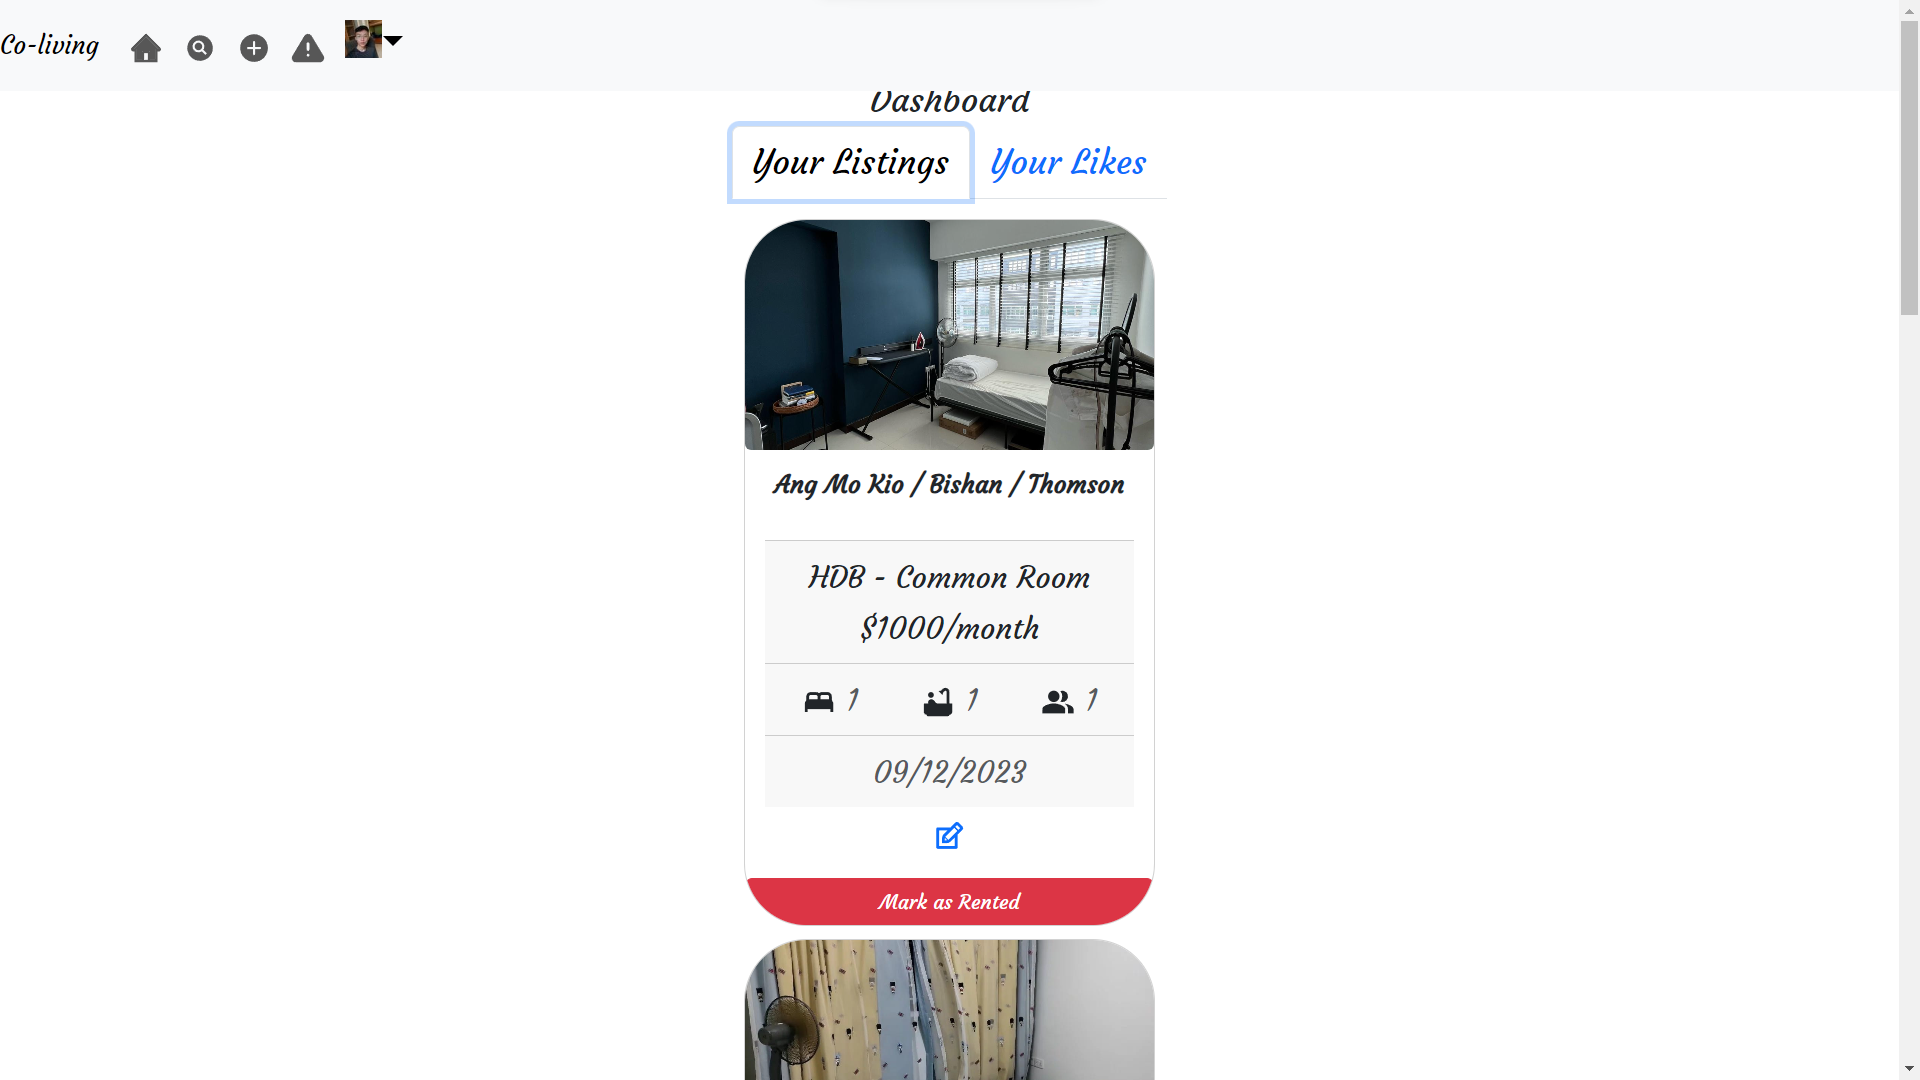 Co-living
Dashboard
Your Listings
Your Likes
Ang Mo Kio / Bishan / Thomson
HDB - Common Room
$1000/month
1 1 1
09/12/2023
Mark as Rented